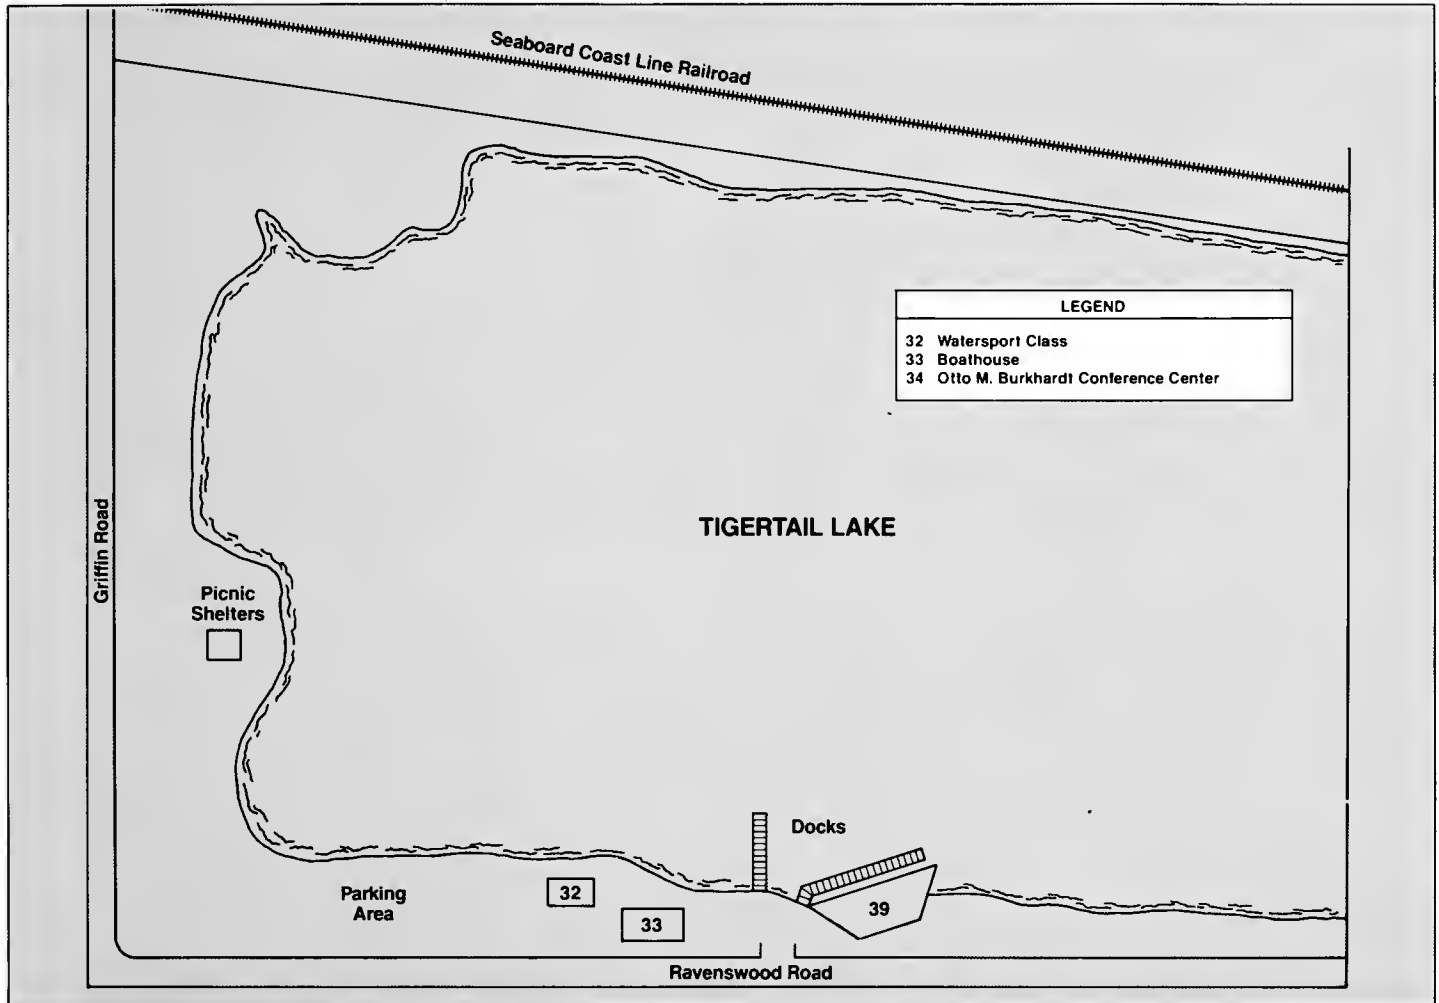 Seaboard Coast Line Railroad
LEGEND
32 Watersport Class
33 Boathouse
34 Otto M. Burkhardt Conference Center
TIGERTAIL LAKE
Griffin Road
Picnic
Shelters
Docks
Parking
Area
32
33
39
Ravenswood Road